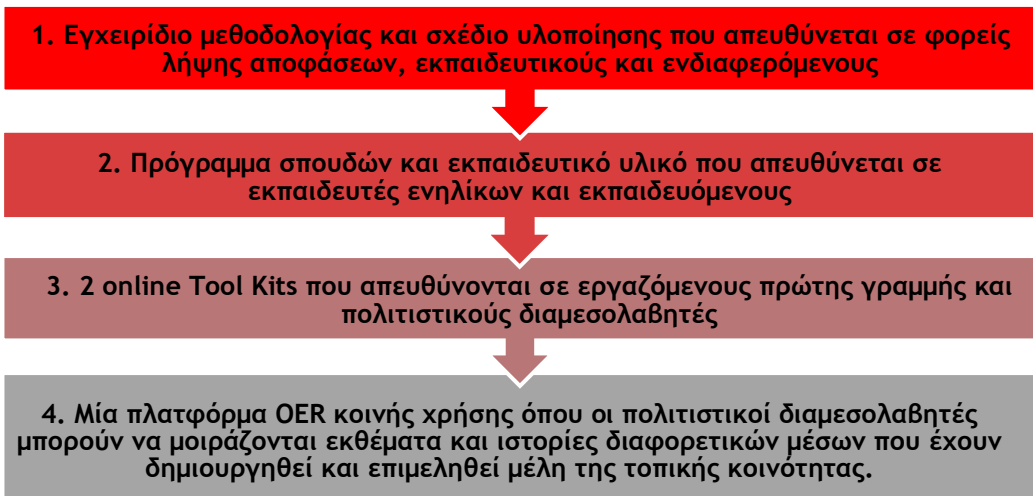 1. Εγχειρίδιο μεθοδολογίας και σχέδιο υλοποίησης που απευθύνεται σε φορείς
λήψης αποφάσεων, εκπαιδευτικούς και ενδιαφερόμενους
2. Πρόγραμμα σπουδών και εκπαιδευτικό υλικό που απευθύνεται σε
εκπαιδευτές ενηλίκων και εκπαιδευόμενους
3. 2 online Tool Kits που απευθύνονται σε εργαζόμενους πρώτης γραμμής και
πολιτιστικούς διαμεσολαβητές
4. Μία πλατφόρμα OER κοινής χρήσης όπου οι πολιτιστικοί διαμεσολαβητές
μπορούν να μοιράζονται εκθέματα και ιστορίες διαφορετικών μέσων που έχουν
δημιουργηθεί και επιμεληθεί μέλη της τοπικής κοινότητας.